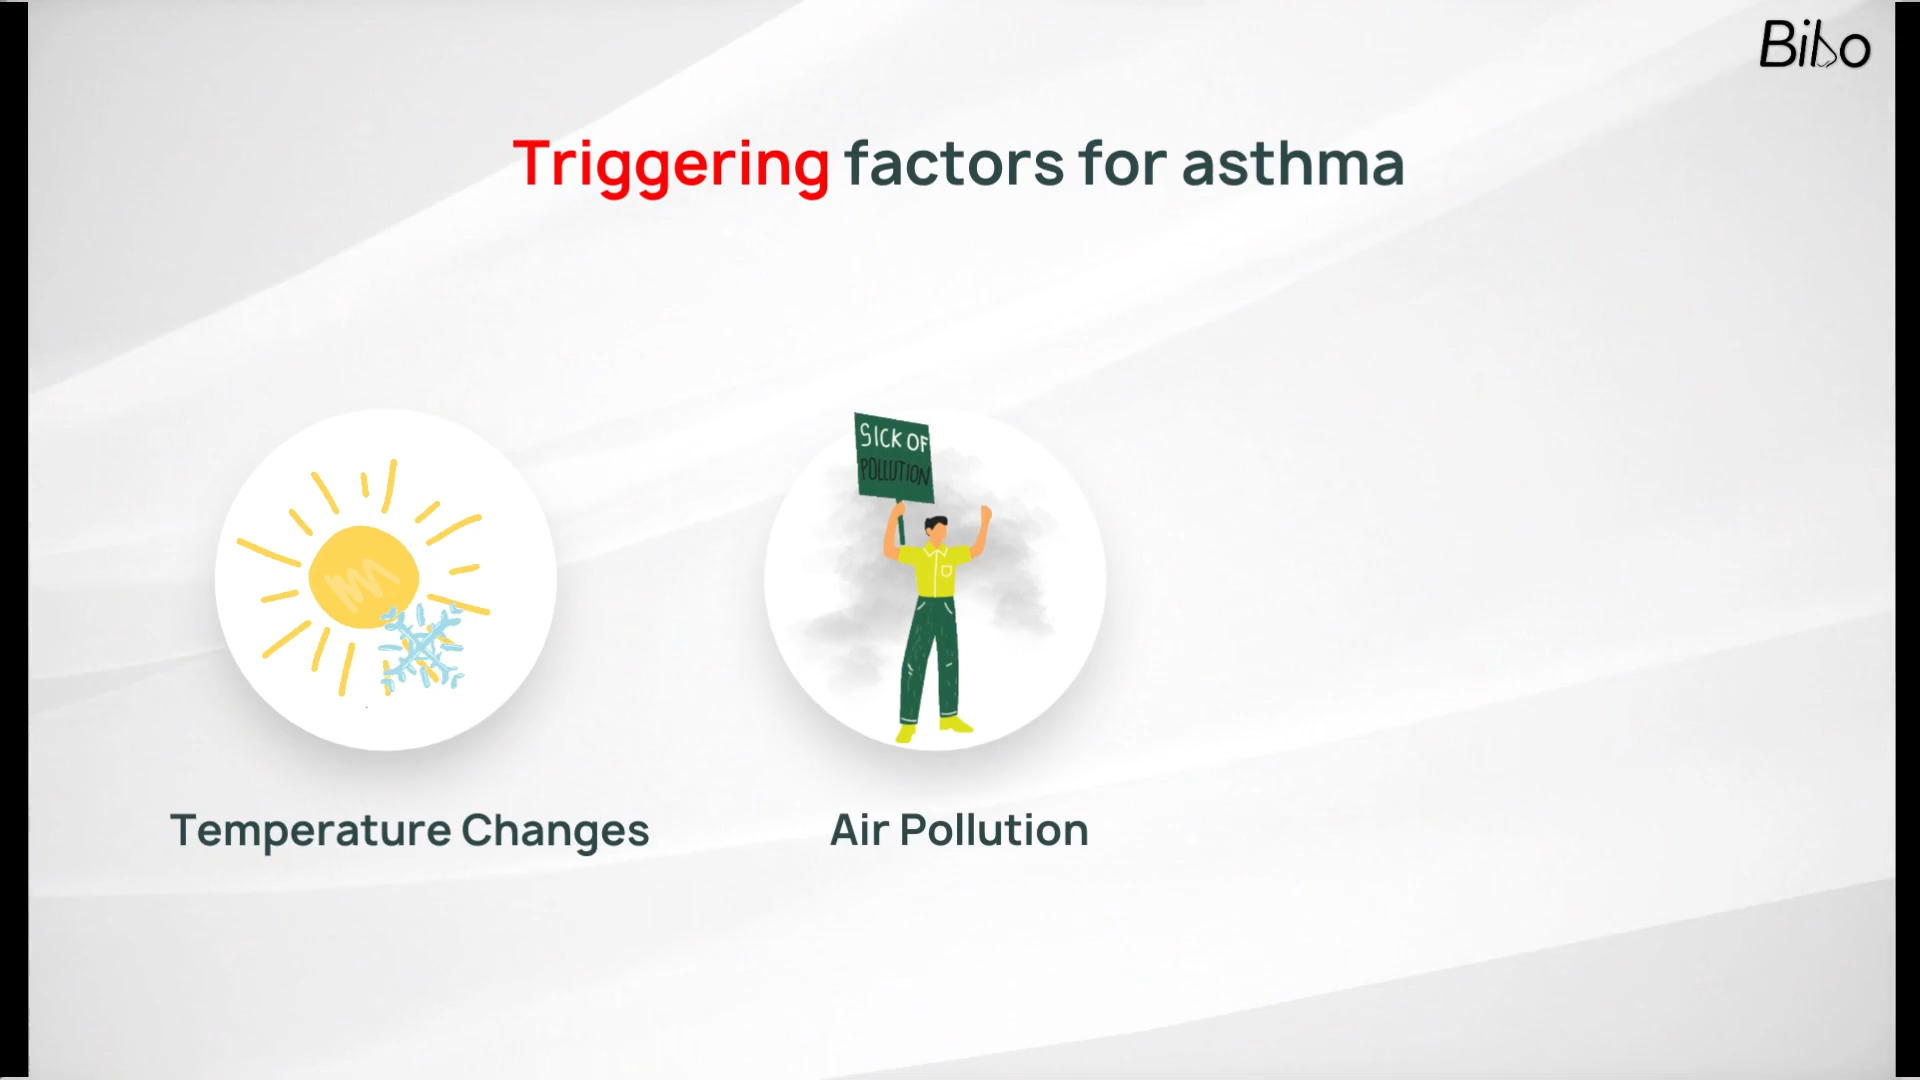 Bibo
Triggering factors for asthma
SICK OF
POLLUTION
Temperature Changes
Air Pollution